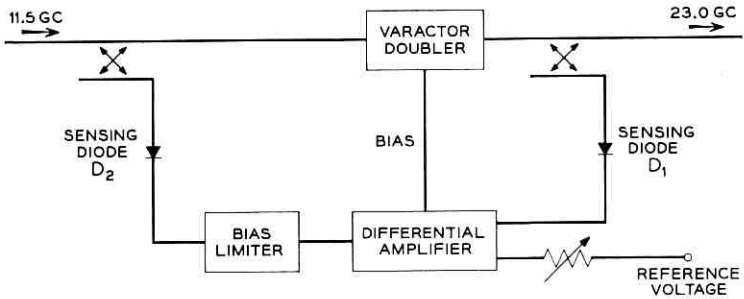 11.5 GC
23.0 GC
VARACTOR
DOUBLER
SENSING
DIODE
D2
BIAS
SENSING
DIODE
D1
BIAS
LIMITER
DIFFERENTIAL
AMPLIFIER
REFERENCE
VOLTAGE